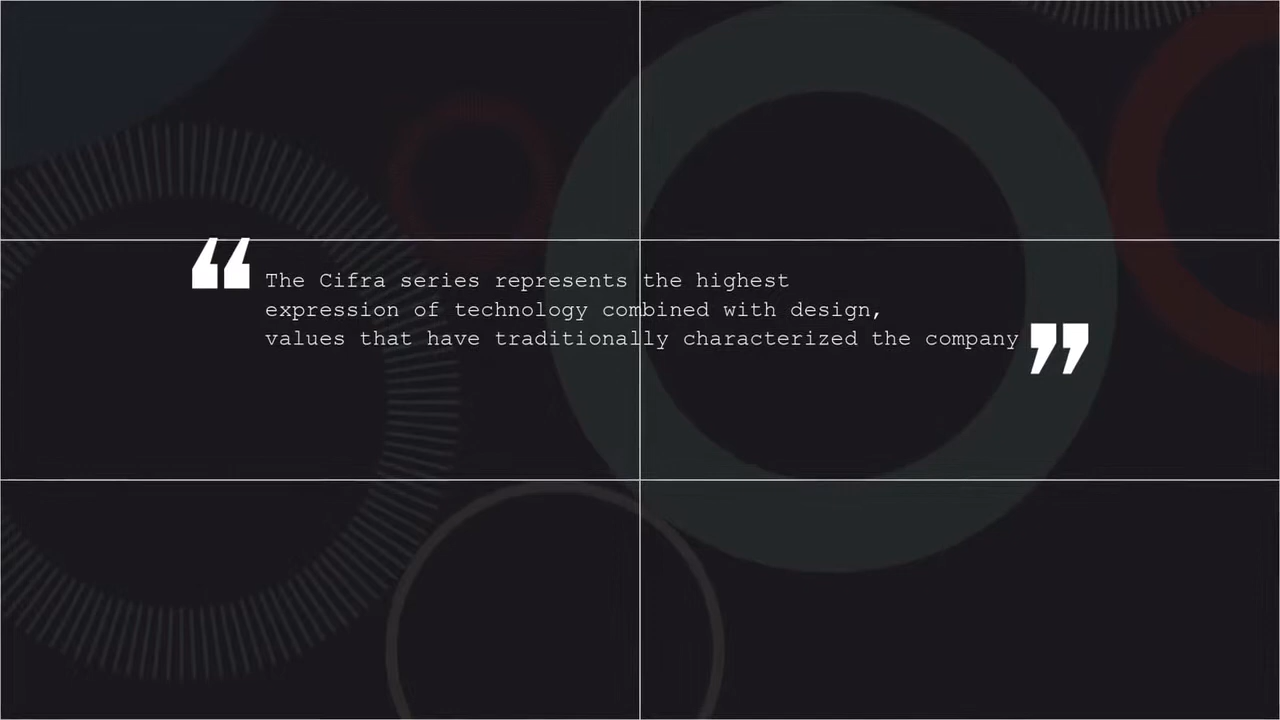 “The Cifra series represents the highest
expression of technology combined with design,
values that have traditionally characterized the company”